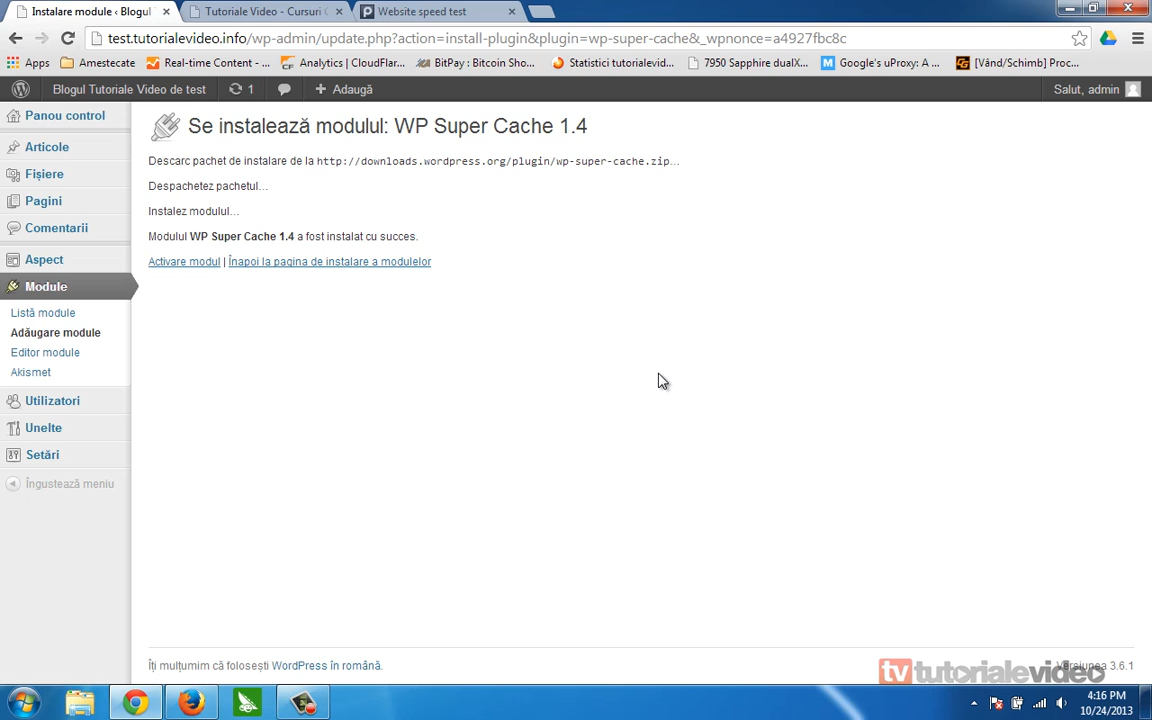 Instalare module ‹ Blogul
Tutoriale Video - Cursuri
Website speed test
test.tutorialevideo.info/wp-admin/update.php?action=install-plugin&plugin=wp-super-cache&_wpnonce=a4927fbc8c
Apps
Amestecate
Real-time Content - ...
Analytics | CloudFlar...
BitPay : Bitcoin Sho...
Statistici tutorialevid...
7950 Sapphire dualX...
Google's uProxy: A ...
[Vând/Schimb] Proc...
Blogul Tutoriale Video de test
1
Adaugă
Salut, admin
Panou control
Articole
Fișiere
Pagini
Comentarii
Aspect
Module
Listă module
Adăugare module
Editor module
Akismet
Utilizatori
Unelte
Setări
Îngustează meniu
Se instalează modulul: WP Super Cache 1.4
Descarc pachet de instalare de la http://downloads.wordpress.org/plugin/wp-super-cache.zip…
Despachetez pachetul…
Instalez modulul…
Modulul WP Super Cache 1.4 a fost instalat cu succes.
Activare modul | Înapoi la pagina de instalare a modulelor
Îți mulțumim că folosești WordPress în română.
Versiunea 3.6.1
tv tutorialevideo
4:16 PM
10/24/2013